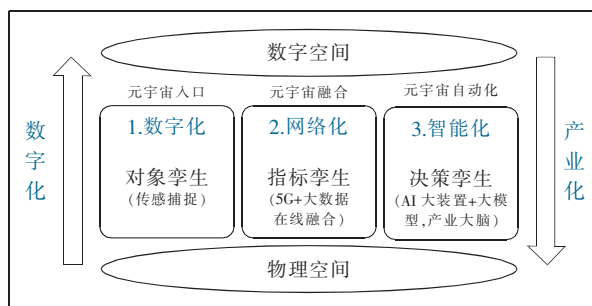 数字空间
数字化
元宇宙入口
元宇宙融合
元宇宙自动化
1.数字化
对象孪生
(传感捕捉)
2.网络化
指标孪生
(5G+大数据
在线融合)
3.智能化
决策孪生
(AI大装置+大模
型,产业大脑)
产业化
物理空间